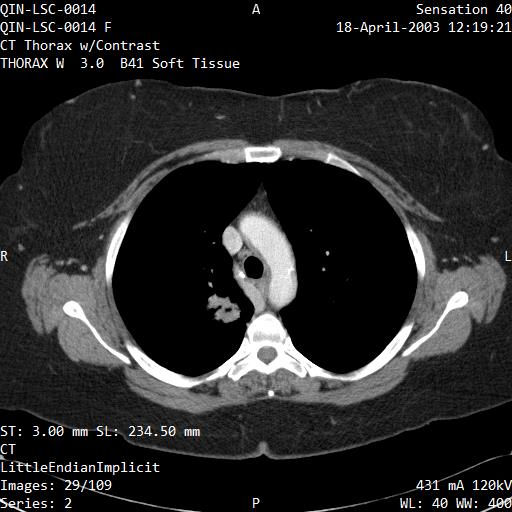 QIN-LSC-0014
A
Sensation 40
QIN-LSC-0014 F
18-April-2003 12:19:21
CT Thorax w/Contrast
THORAX W  3.0  B41 Soft Tissue
R
L
ST: 3.00 mm SL: 234.50 mm
CT
LittleEndianImplicit
Images: 29/109
431 mA 120kV
Series: 2
P
WL: 40 WW: 400